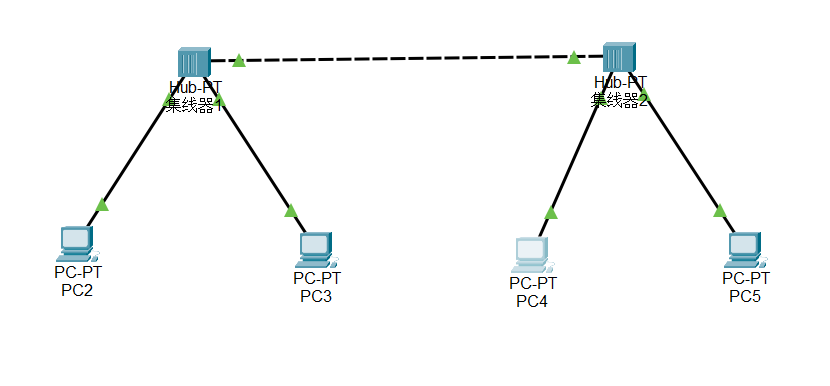 Hub-PT
集线器1
Hub-PT
集线器2
PC-PT
PC2
PC-PT
PC3
PC-PT
PC4
PC-PT
PC5